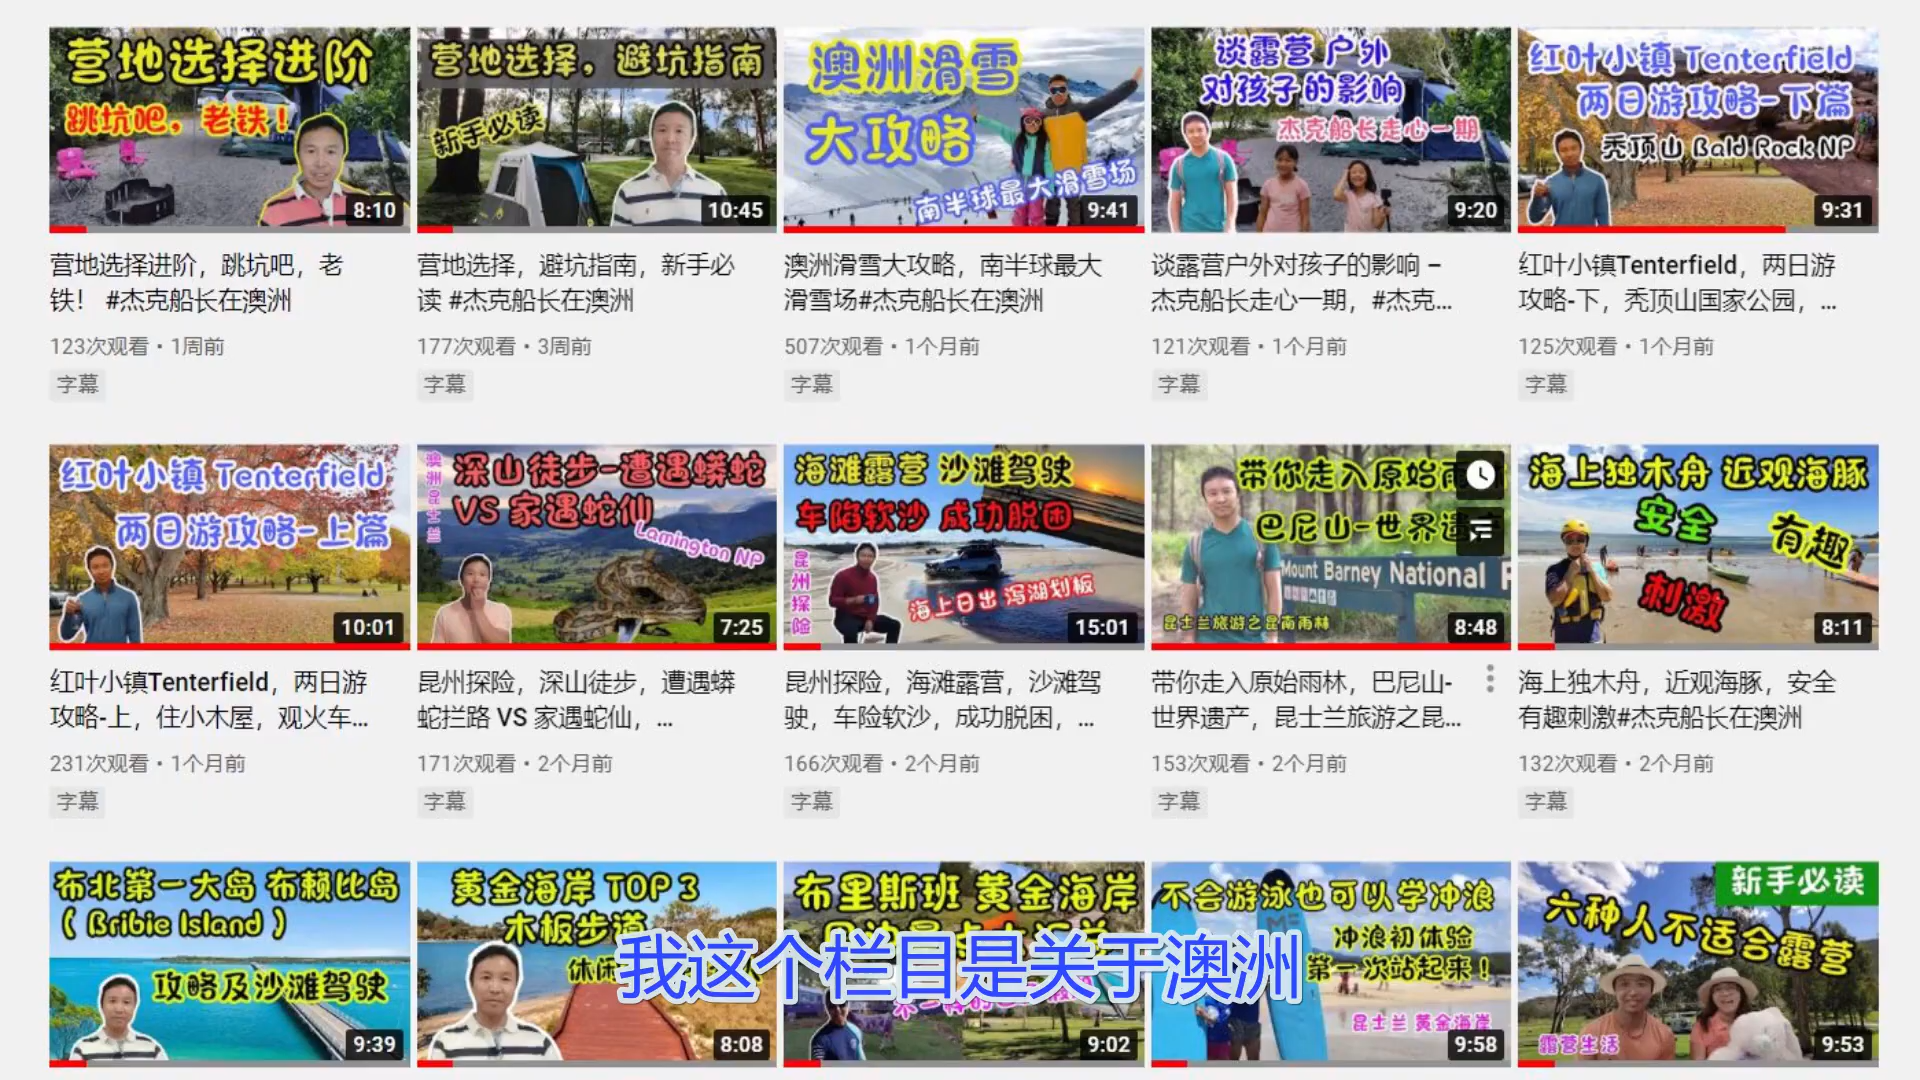 营地选择进阶
跳坑吧，老铁！
8:10
营地选择，避坑指南
新手必读
10:45
澳洲滑雪
大攻略
南半球最大滑雪场
9:41
谈露营 户外
对孩子的影响
杰克船长走心一期
9:20
红叶小镇 Tenterfield
两日游攻略-下篇
秃顶山 Bald Rock NP
9:31
营地选择进阶，跳坑吧，老
铁！ #杰克船长在澳洲
123次观看•1周前
字幕
营地选择，避坑指南，新手必
读 #杰克船长在澳洲
177次观看•3周前
字幕
澳洲滑雪大攻略，南半球最大
滑雪场#杰克船长在澳洲
507次观看•1个月前
字幕
谈露营户外对孩子的影响 –
杰克船长走心一期，#杰克...
121次观看•1个月前
字幕
红叶小镇Tenterfield，两日游
攻略-下，秃顶山国家公园，...
125次观看•1个月前
字幕
红叶小镇 Tenterfield
两日游攻略-上篇
10:01
澳洲昆士兰
深山徒步-遭遇蟒蛇
VS 家遇蛇仙
Lamington NP
7:25
海滩露营 沙滩驾驶
车陷软沙 成功脱困
昆州探险
海上日出 泻湖划板
15:01
带你走入原始雨
巴尼山-世界遗
Mount Barney National
昆士兰旅游之昆南雨林
8:48
海上独木舟 近观海豚
安全
有趣
刺激
8:11
红叶小镇Tenterfield，两日游
攻略-上，住小木屋，观火车...
231次观看•1个月前
字幕
昆州探险，深山徒步，遭遇蟒
蛇拦路 VS 家遇蛇仙，...
171次观看•2个月前
字幕
昆州探险，海滩露营，沙滩驾
驶，车险软沙，成功脱困，...
166次观看•2个月前
字幕
带你走入原始雨林，巴尼山-
世界遗产，昆士兰旅游之昆...
153次观看•2个月前
字幕
海上独木舟，近观海豚，安全
有趣刺激#杰克船长在澳洲
132次观看•2个月前
字幕
布北第一大岛 布赖比岛
（Bribie Island）
攻略及沙滩驾驶
9:39
黄金海岸 TOP 3
木板步道
休闲
8:08
布里斯班 黄金海岸
9:02
不会游泳也可以学冲浪
冲浪初体验
第一次站起来！
昆士兰 黄金海岸
9:58
新手必读
六种人不适合露营
露营生活
9:53
我这个栏目是关于澳洲